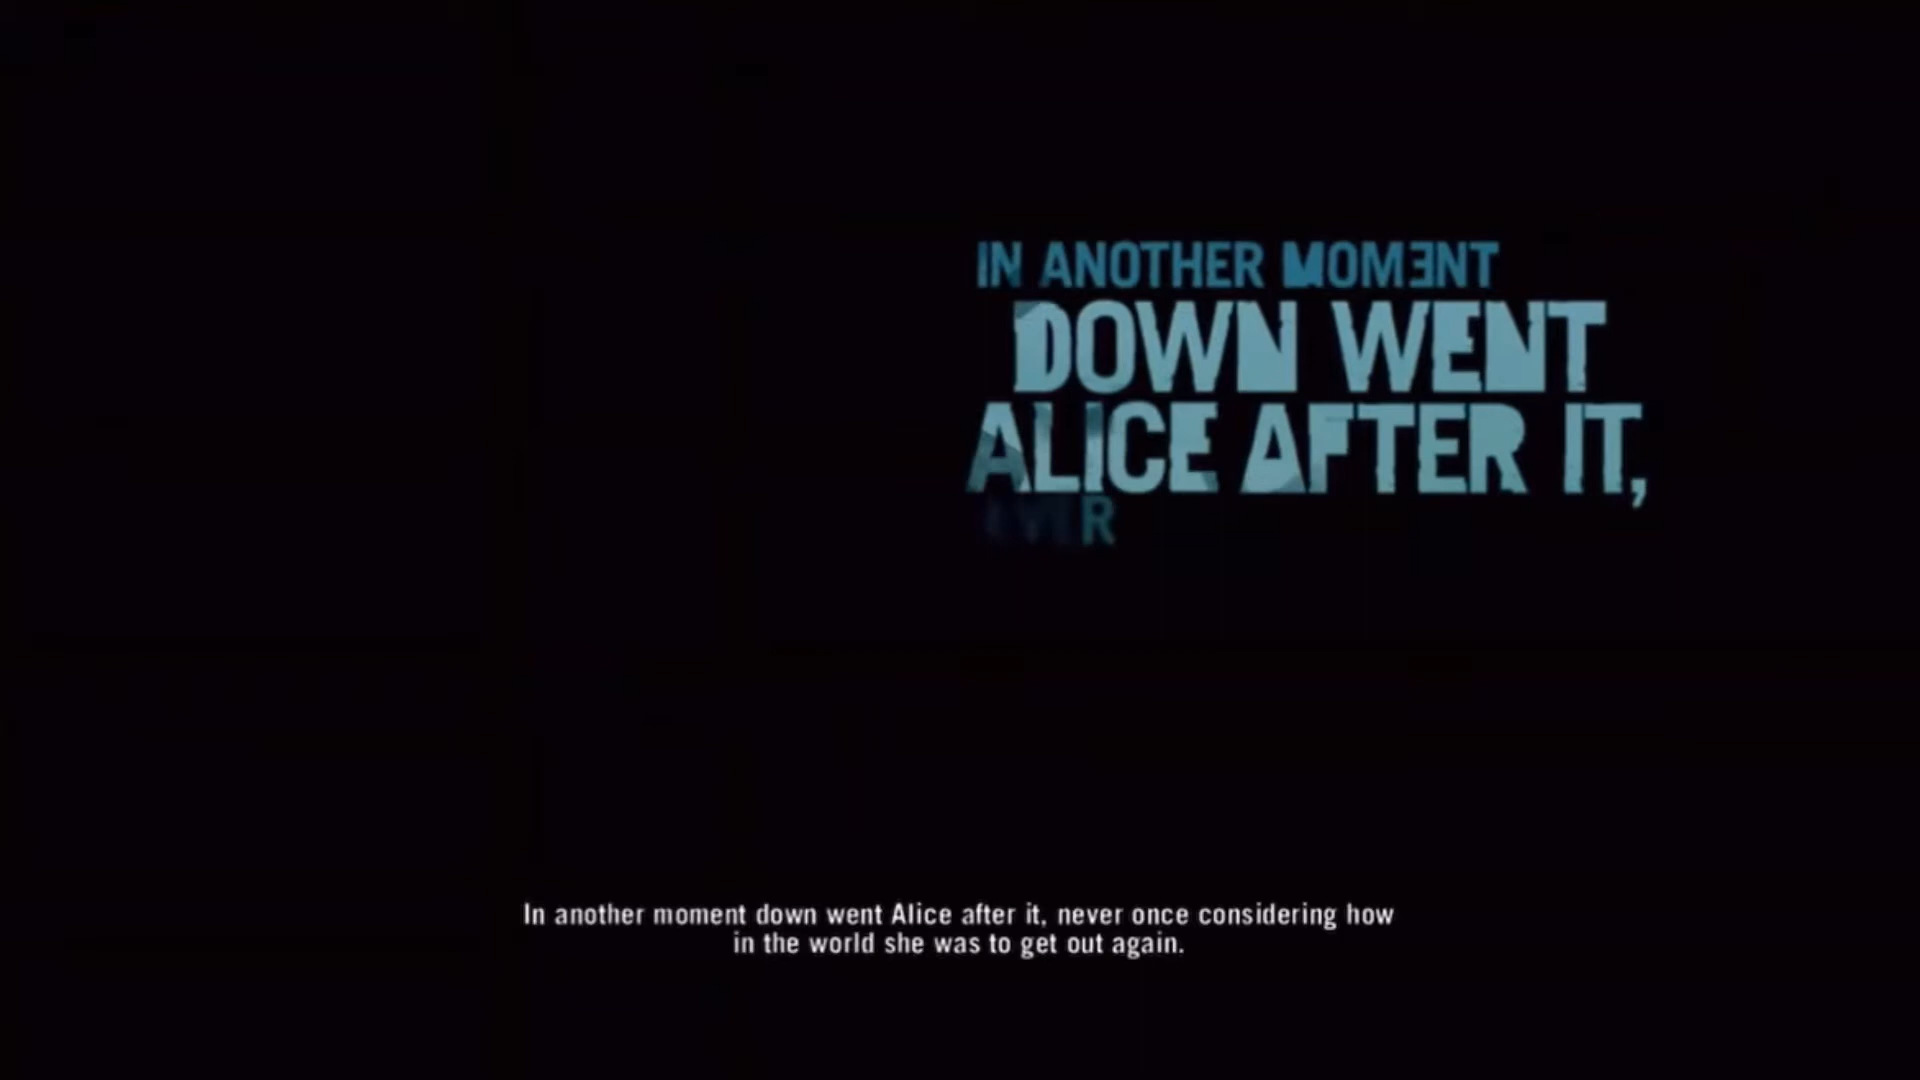 IN ANOTHER MOMENT
DOWN WENT
ALICE AFTER IT,
In another moment down went Alice after it, never once considering how
in the world she was to get out again.